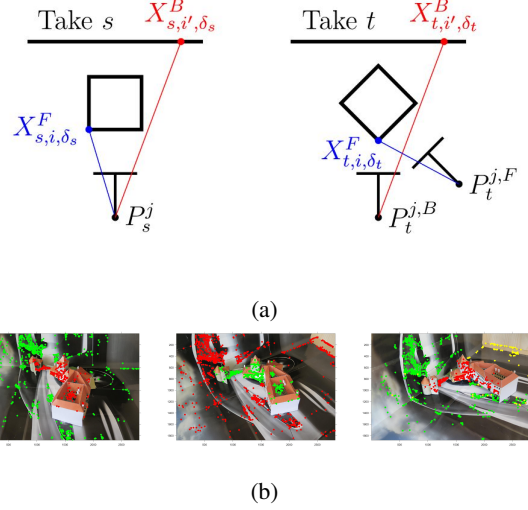 Take s
X^B_{s,i',δ_s}
Take t
X^B_{t,i',δ_t}
X^F_{s,i,δ_s}
X^F_{t,i,δ_t}
P^j_s
P^{j,B}_t
P^{j,F}_t
(a)
(b)